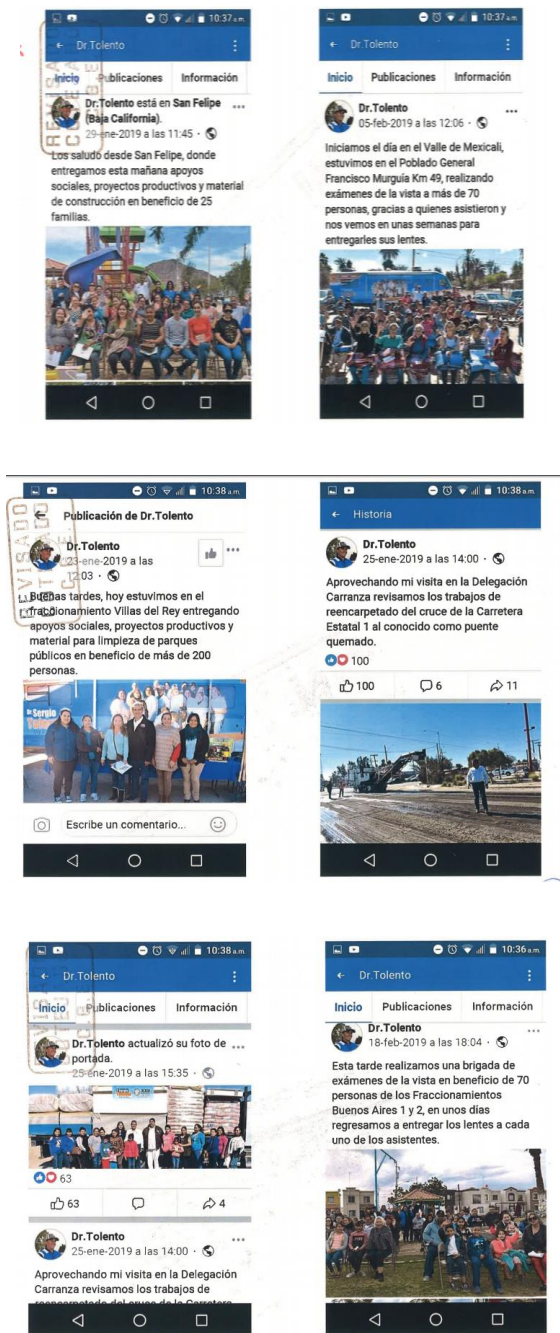 10:37 a.m.
← Dr.Tolento
Inicio Publicaciones Información
Dr.Tolento está en San Felipe
(Baja California).
29-ene-2019 a las 11:45
Los saludo desde San Felipe, donde
entregamos esta mañana apoyos
sociales, proyectos productivos y material
de construcción en beneficio de 25
familias.
10:37 a.m.
← Dr.Tolento
Inicio Publicaciones Información
Dr.Tolento
05-feb-2019 a las 12:06
Iniciamos el día en el Valle de Mexicali,
estuvimos en el Poblado General
Francisco Murguía Km 49, realizando
exámenes de la vista a más de 70
personas, gracias a quienes asistieron y
nos vemos en unas semanas para
entregarles sus lentes.
10:38 a.m.
← Publicación de Dr.Tolento
REVISADO
Dr.Tolento
23-ene-2019 a las
12:03
Buenas tardes, hoy estuvimos en el
fraccionamiento Villas del Rey entregando
apoyos sociales, proyectos productivos y
material para limpieza de parques
públicos en beneficio de más de 200
personas.
Dr Sergio
Escribe un comentario...
10:38 a.m.
← Historia
Dr.Tolento
25-ene-2019 a las 14:00
Aprovechando mi visita en la Delegación
Carranza revisamos los trabajos de
reencarpetado del cruce de la Carretera
Estatal 1 al conocido como puente
quemado.
100
100 6 11
10:38 a.m.
← Dr.Tolento
Inicio Publicaciones Información
Dr.Tolento actualizó su foto de
portada.
25-ene-2019 a las 15:35
63
63 4
Dr.Tolento
25-ene-2019 a las 14:00
Aprovechando mi visita en la Delegación
Carranza revisamos los trabajos de
reencarpetado del cruce de la Carretera
10:36 a.m.
← Dr.Tolento
Inicio Publicaciones Información
Dr.Tolento
18-feb-2019 a las 18:04
Esta tarde realizamos una brigada de
exámenes de la vista en beneficio de 70
personas de los Fraccionamientos
Buenos Aires 1 y 2, en unos días
regresamos a entregar los lentes a cada
uno de los asistentes.